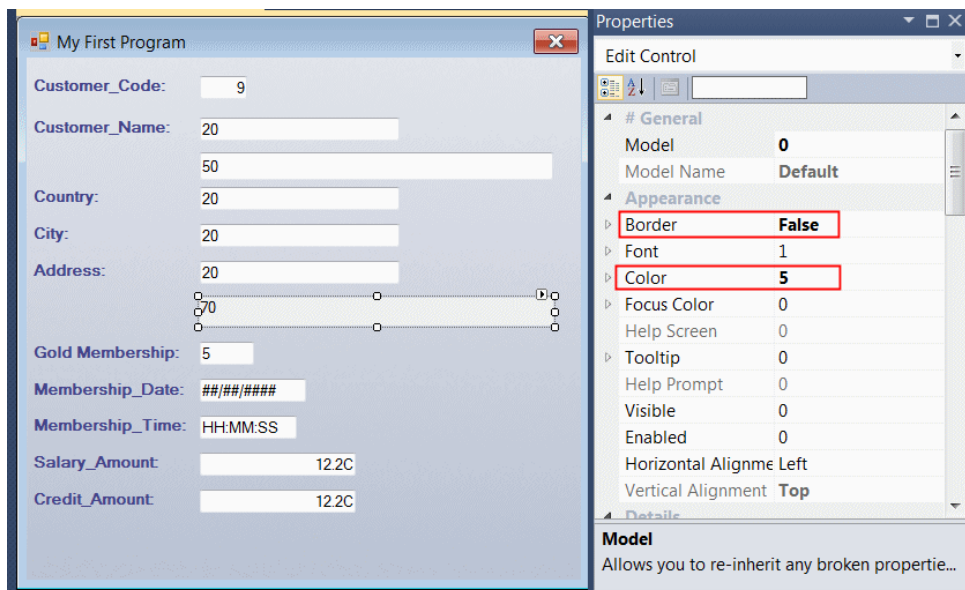 My First Program
Customer_Code: 9
Customer_Name: 20
50
Country: 20
City: 20
Address: 20
70
Gold Membership: 5
Membership_Date: ##/##/####
Membership_Time: HH:MM:SS
Salary_Amount: 12.2C
Credit_Amount: 12.2C
Properties
Edit Control
# General
Model 0
Model Name Default
Appearance
Border False
Font 1
Color 5
Focus Color 0
Help Screen 0
Tooltip 0
Help Prompt 0
Visible 0
Enabled 0
Horizontal Alignme Left
Vertical Alignment Top
Details
Model
Allows you to re-inherit any broken propertie...